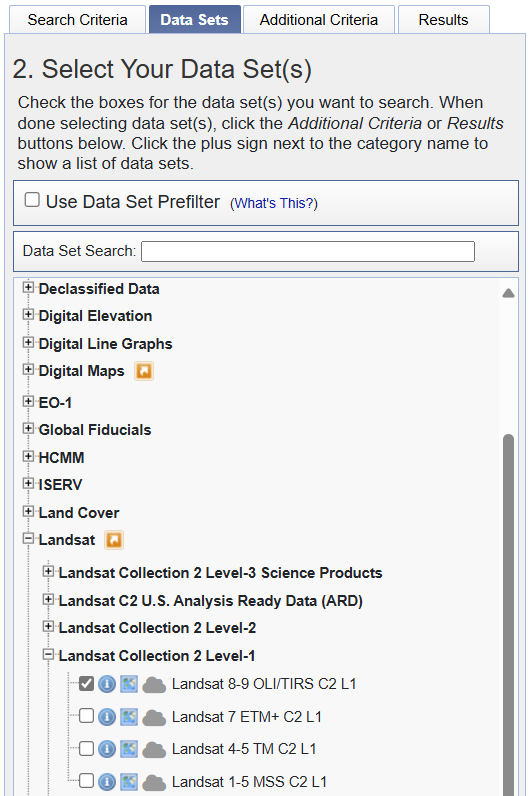 Search Criteria
Data Sets
Additional Criteria
Results
2. Select Your Data Set(s)
Check the boxes for the data set(s) you want to search. When
done selecting data set(s), click the Additional Criteria or Results
buttons below. Click the plus sign next to the category name to
show a list of data sets.
Use Data Set Prefilter (What's This?)
Data Set Search:
Declassified Data
Digital Elevation
Digital Line Graphs
Digital Maps
EO-1
Global Fiducials
HCMM
ISERV
Land Cover
Landsat
Landsat Collection 2 Level-3 Science Products
Landsat C2 U.S. Analysis Ready Data (ARD)
Landsat Collection 2 Level-2
Landsat Collection 2 Level-1
Landsat 8-9 OLI/TIRS C2 L1
Landsat 7 ETM+ C2 L1
Landsat 4-5 TM C2 L1
Landsat 1-5 MSS C2 L1